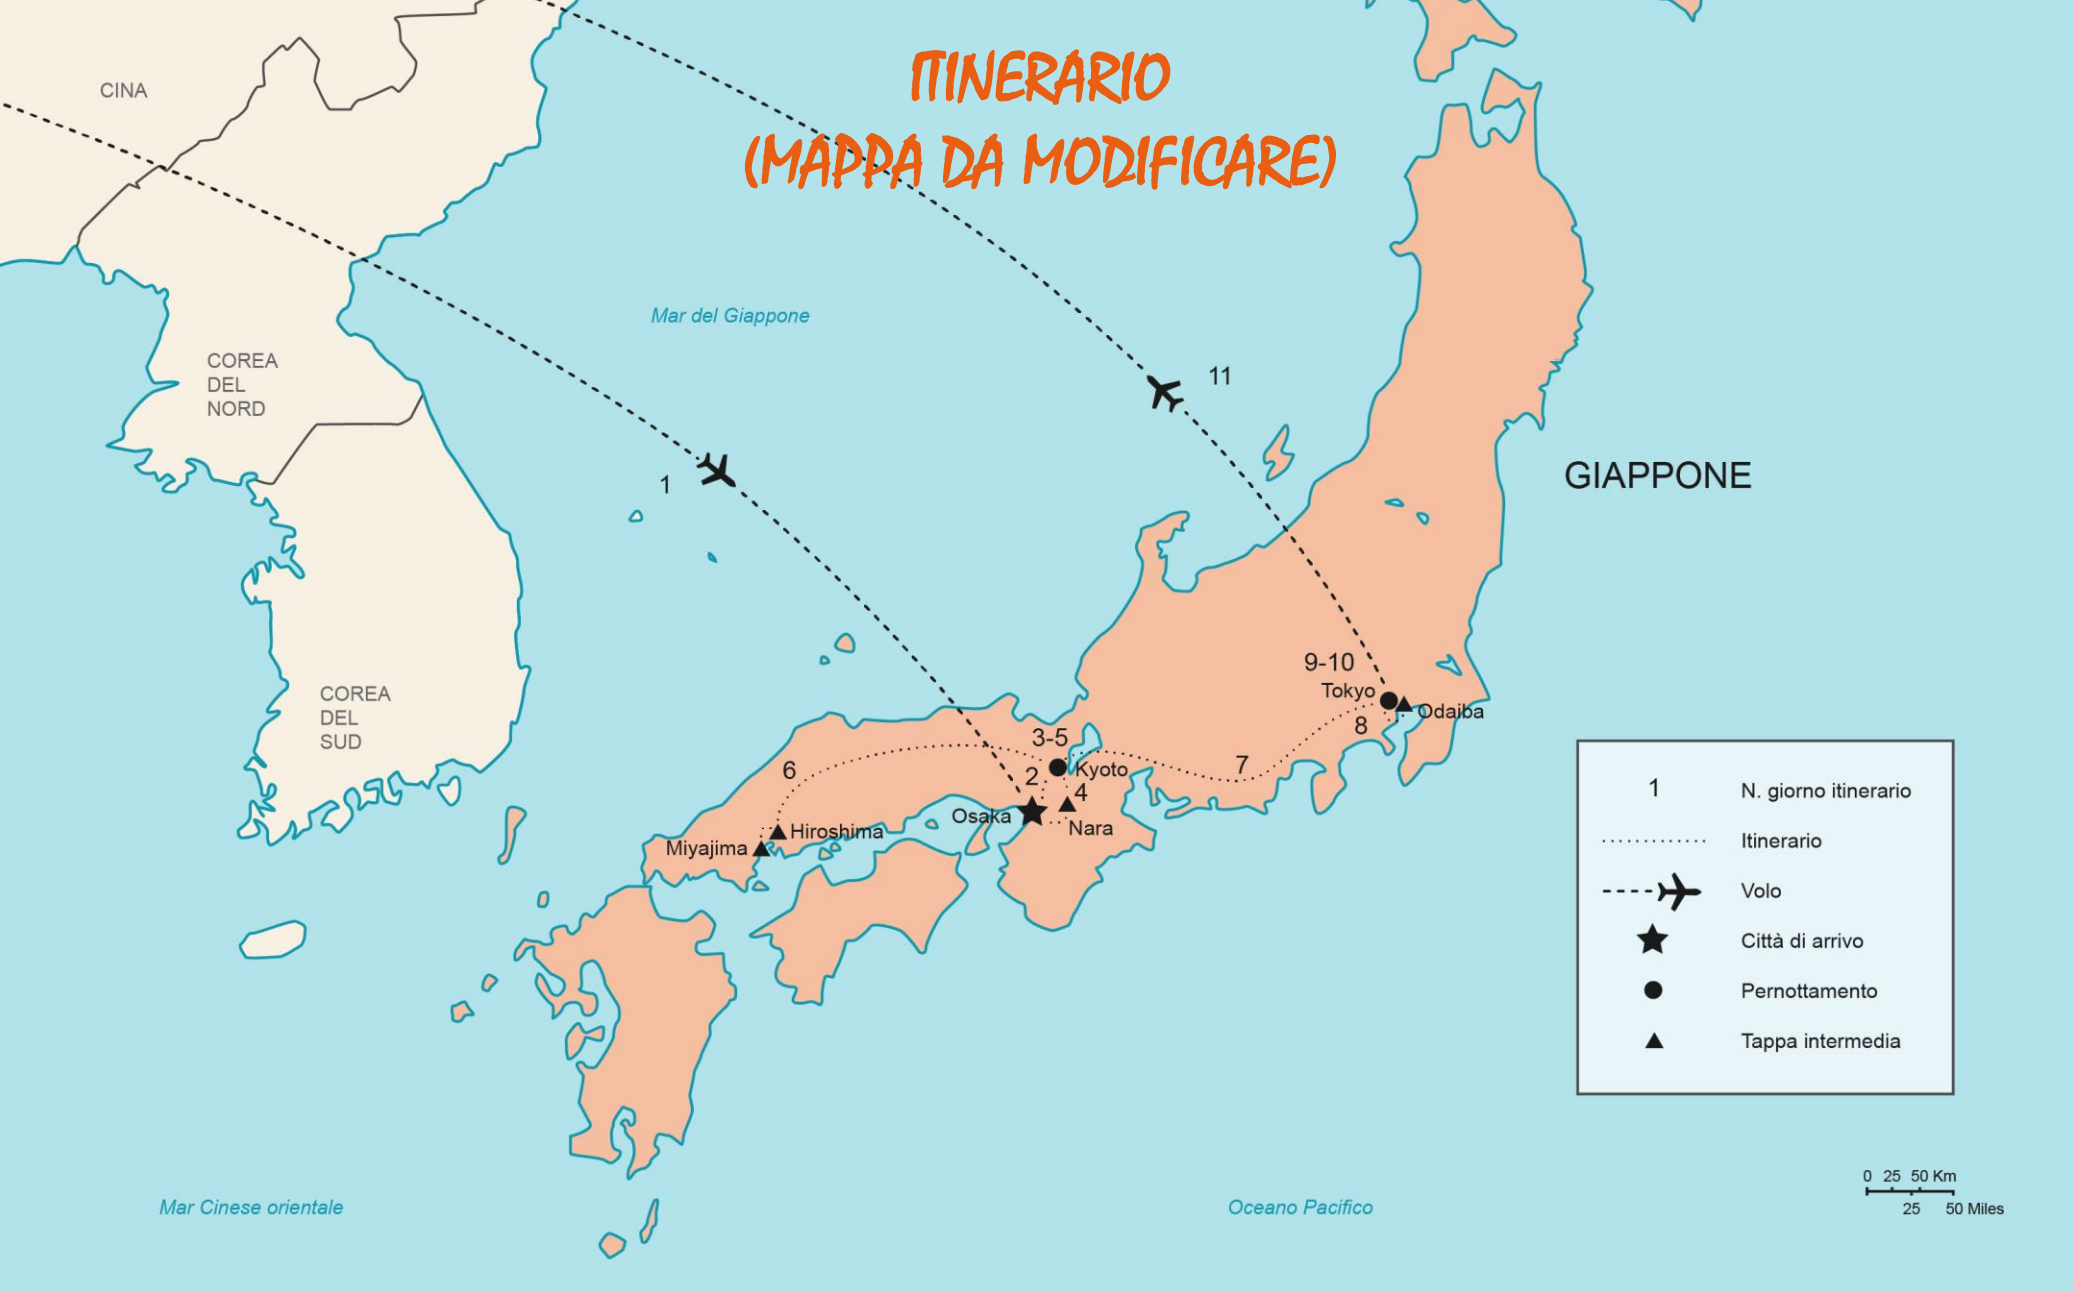 ITINERARIO
(MAPPA DA MODIFICARE)
CINA
Mar del Giappone
COREA
DEL
NORD
11
GIAPPONE
1
9-10
Tokyo
Odaiba
8
COREA
DEL
SUD
3-5
7
6
2
Kyoto
4
Osaka
Nara
Hiroshima
Miyajima
1 N. giorno itinerario
Itinerario
Volo
Città di arrivo
Pernottamento
Tappa intermedia
0 25 50 Km
25 50 Miles
Mar Cinese orientale
Oceano Pacifico